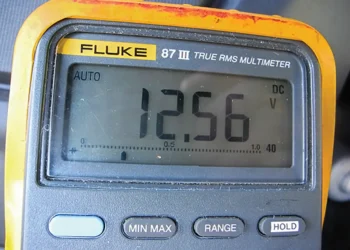 FLUKE 87 III TRUE RMS MULTIMETER
AUTO DC
12.56 V
0 0.5 1.0 40
MIN MAX RANGE HOLD